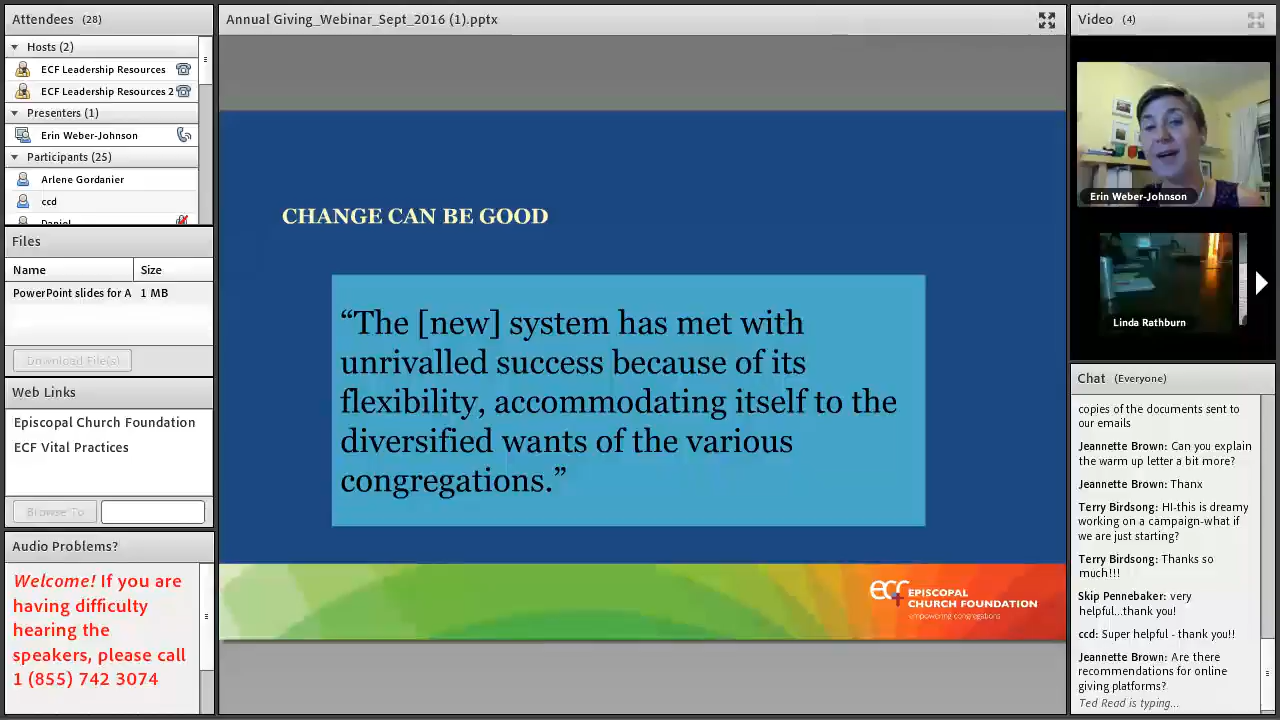 Attendees (28)
Hosts (2)
ECF Leadership Resources
ECF Leadership Resources 2
Presenters (1)
Erin Weber-Johnson
Participants (25)
Arlene Gordanier
ccd
Daniel
Files
Name Size
PowerPoint slides for A 1 MB
Download File(s)
Web Links
Episcopal Church Foundation
ECF Vital Practices
Browse To
Audio Problems?
Welcome! If you are
having difficulty
hearing the
speakers, please call
1 (855) 742 3074
Annual Giving_Webinar_Sept_2016 (1).pptx
CHANGE CAN BE GOOD
“The [new] system has met with
unrivalled success because of its
flexibility, accommodating itself to the
diversified wants of the various
congregations.”
ecf EPISCOPAL
CHURCH FOUNDATION
empowering congregations
Video (4)
Erin Weber-Johnson
Linda Rathburn
Chat (Everyone)
copies of the documents sent to
our emails
Jeannette Brown: Can you explain
the warm up letter a bit more?
Jeannette Brown: Thanx
Terry Birdsong: HI-this is dreamy
working on a campaign-what if
we are just starting?
Terry Birdsong: Thanks so
much!!!
Skip Pennebaker: very
helpful...thank you!
ccd: Super helpful - thank you!!
Jeannette Brown: Are there
recommendations for online
giving platforms?
Ted Read is typing...